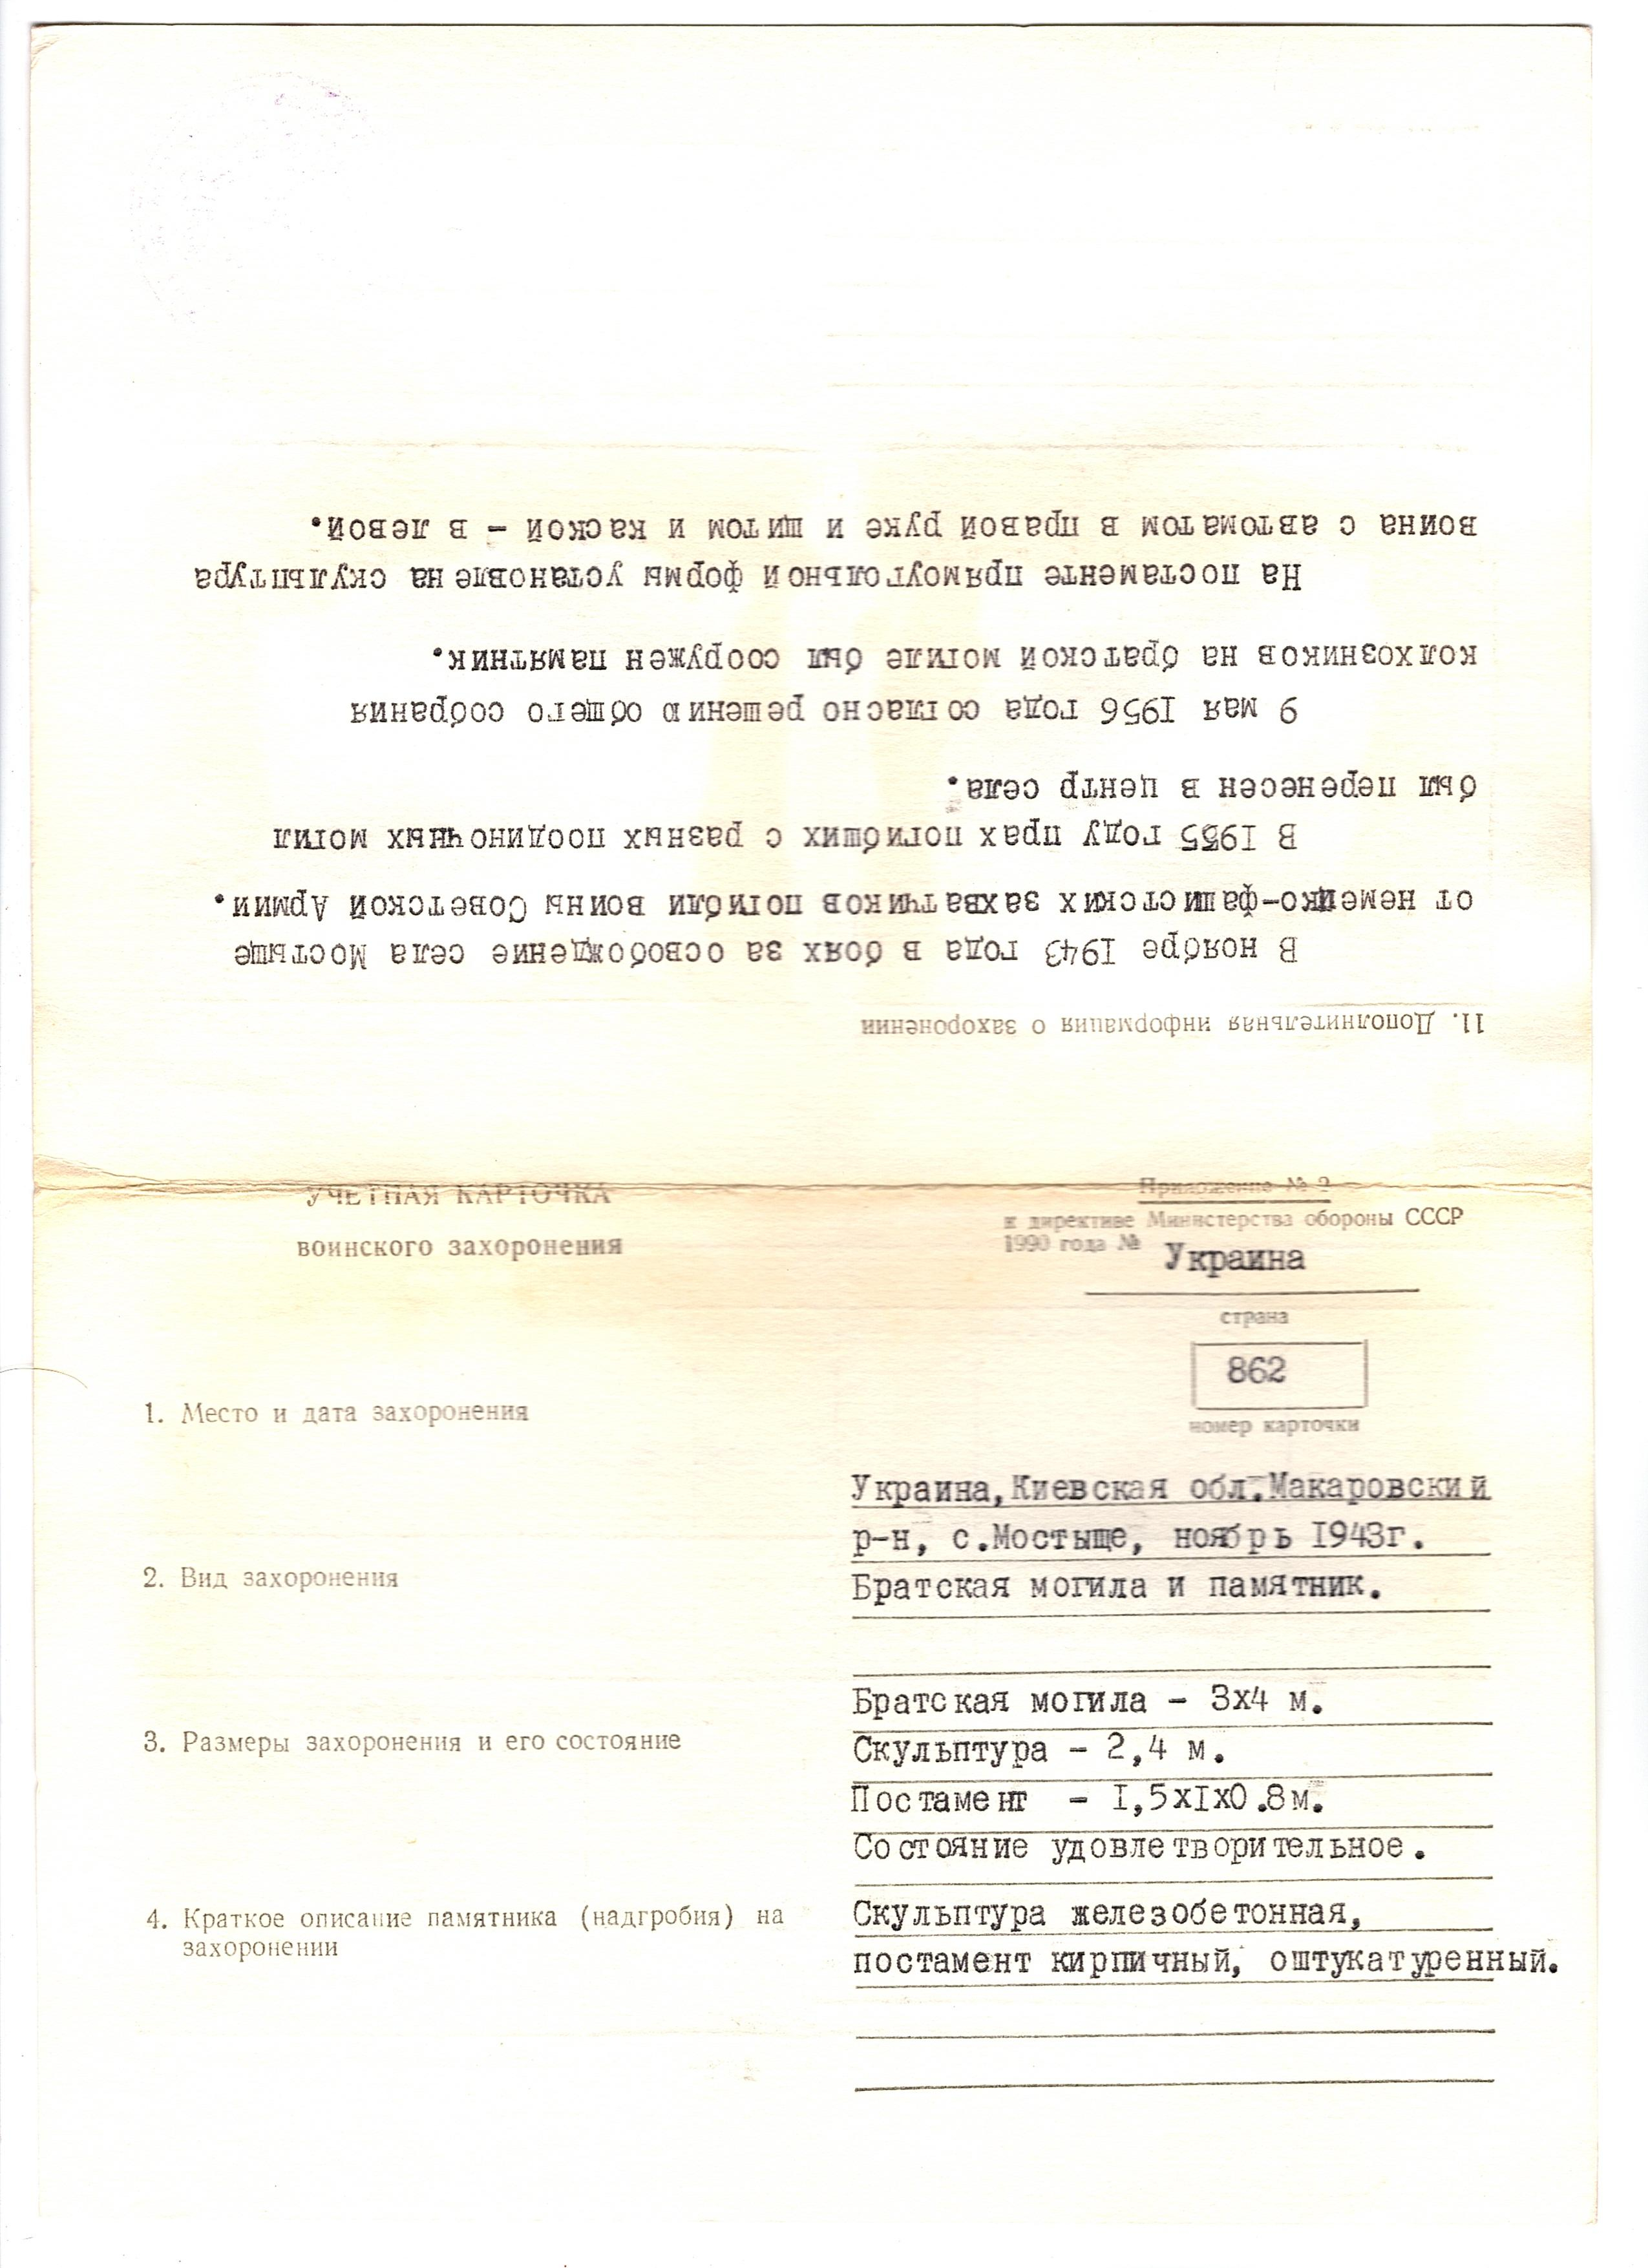 УЧЕТНАЯ КАРТОЧКА
воинского захоронения
Приложение № 2
к директиве Министерства обороны СССР
1990 года №
Украина
страна
862
номер карточки
1. Место и дата захоронения
Украина, Киевская обл. Макаровский
р-н, с.Мостыще, ноябрь 1943г.
2. Вид захоронения
Братская могила и памятник.
3. Размеры захоронения и его состояние
Братская могила - 3х4 м.
Скульптура - 2,4 м.
Постамент - 1,5х1х0.8м.
Состояние удовлетворительное.
4. Краткое описание памятника (надгробия) на
захоронении
Скульптура железобетонная,
постамент кирпичный, оштукатуренный.
11. Дополнительная информация о захоронении
В ноябре 1943 года в боях за освобождение села Мостыще
от немецко-фашистских захватчиков погибли воины Советской Армии.
В 1955 году прах погибших с разных поодиночных могил
был перенесен в центр села.
9 мая 1956 года согласно решению общего собрания
колхозников на братской могиле был сооружен памятник.
На постаменте прямоугольной формы установлена скульптура
воина с автоматом в правой руке и щитом и каской - в левой.